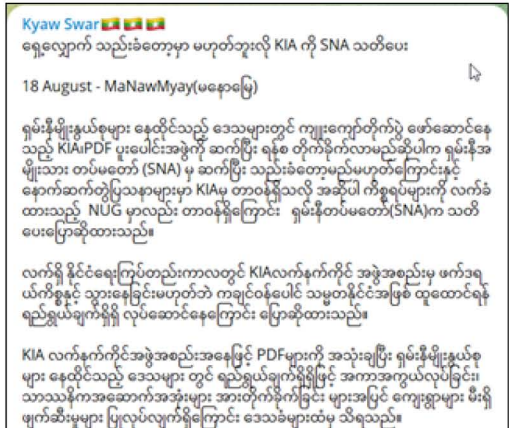 Kyaw Swar🇲🇲🇲🇲🇲🇲
ရှေ့လျှောက် သည်းခံတော့မှာ မဟုတ်ဘူးလို့ KIA ကို SNA သတိပေး
18 August - MaNawMyay(မနောမြေ)
ရှမ်းနီမျိုးနွယ်စုများ နေထိုင်သည့် ဒေသများတွင် ကျူးကျော်တိုက်ပွဲ ဖော်ဆောင်နေ
သည့် KIA၊PDF ပူးပေါင်းအဖွဲ့ကို ဆက်ပြီး ရန်စ တိုက်ခိုက်လာမည်ဆိုပါက ရှမ်းနီအ
မျိုးသား တပ်မတော် (SNA) မှ ဆက်ပြီး သည်းခံတော့မည်မဟုတ်ကြောင်းနှင့်
နောက်ဆက်တွဲပြသနာများမှာ KIAမှ တာဝန်ရှိသလို အဆိုပါ ကိစ္စရပ်များကို လက်ခံ
ထားသည့် NUG မှာလည်း တာဝန်ရှိကြောင်း ရှမ်းနီတပ်မတော်(SNA)က သတိ
ပေးပြောဆိုထားသည်။
လက်ရှိ နိုင်ငံရေးကြပ်တည်းကာလတွင် KIAလက်နက်ကိုင် အဖွဲ့အစည်းမှ ဖက်ဒရ
ယ်ကိစ္စနှင့် သွားနေခြင်းမဟုတ်ဘဲ ကချင်ဝန်ပေါင် သမ္မတနိုင်ငံအဖြစ် ထူထောင်ရန်
ရည်ရွယ်ချက်ရှိရှိ လုပ်ဆောင်နေကြောင်း ပြောဆိုထားသည်။
KIA လက်နက်ကိုင်အဖွဲ့အစည်းအနေဖြင့် PDFများကို အသုံးချပြီး ရှမ်းနီမျိုးနွယ်စု
များ နေထိုင်သည့် ဒေသများ တွင် ရည်ရွယ်ချက်ရှိရှိဖြင့် အကာအကွယ်လုပ်ခြင်း၊
သာသနိကအဆောက်အအုံးများ အားတိုက်ခိုက်ခြင်း များအပြင် ကျေးရွာများ မီးရှို့
ဖျက်ဆီးမှုများ ပြုလုပ်လျက်ရှိကြောင်း ဒေသခံများထံမှ သိရသည်။